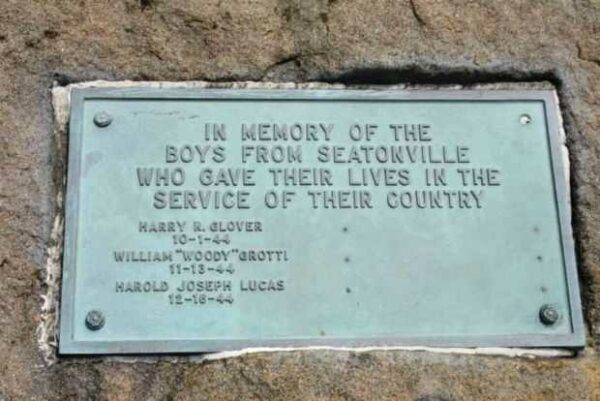 IN MEMORY OF THE
BOYS FROM SEATONVILLE
WHO GAVE THEIR LIVES IN THE
SERVICE OF THEIR COUNTRY
HARRY R. GLOVER
10-1-44
WILLIAM "WOODY" GROTTI
11-13-44
HAROLD JOSEPH LUCAS
12-16-44